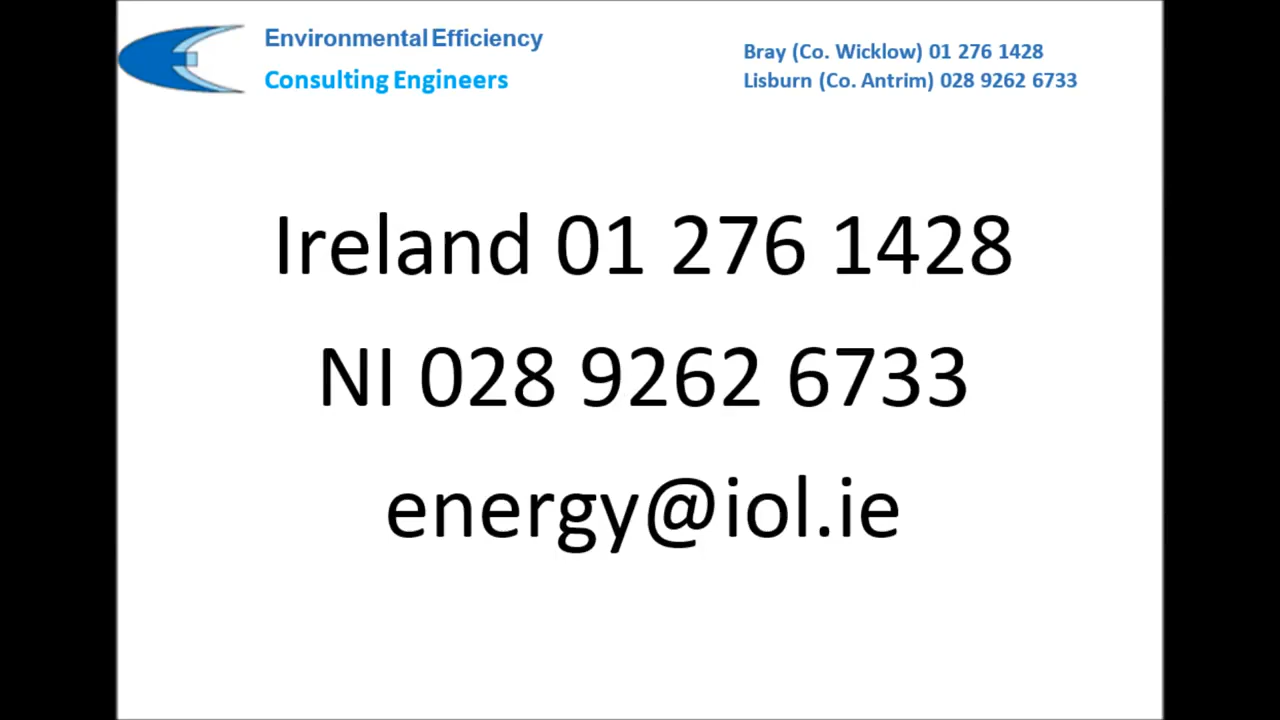 Environmental Efficiency
Consulting Engineers
Bray (Co. Wicklow) 01 276 1428
Lisburn (Co. Antrim) 028 9262 6733
Ireland 01 276 1428
NI 028 9262 6733
energy@iol.ie